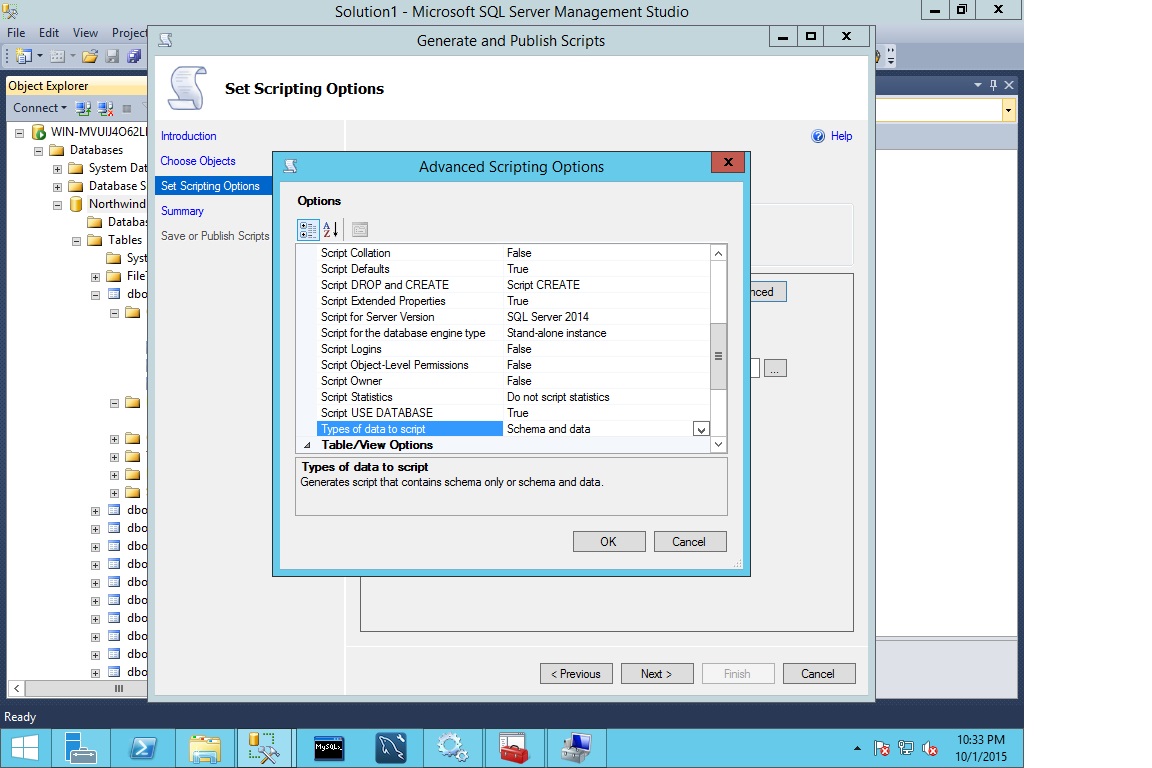 Solution1 - Microsoft SQL Server Management Studio
File Edit View Project
Generate and Publish Scripts
Object Explorer
Set Scripting Options
Connect
Introduction
Help
Choose Objects
Set Scripting Options
Summary
Save or Publish Scripts
Databases
System Dat
Database S
Northwind
Databa
Tables
Syst
FileT
dbo
dbo
dbo
dbo
dbo
dbo
dbo
dbo
dbo
dbo
dbo
Advanced Scripting Options
Options
Script Collation False
Script Defaults True
Script DROP and CREATE Script CREATE
Script Extended Properties True
Script for Server Version SQL Server 2014
Script for the database engine type Stand-alone instance
Script Logins False
Script Object-Level Permissions False
Script Owner False
Script Statistics Do not script statistics
Script USE DATABASE True
Types of data to script Schema and data
Table/View Options
Types of data to script
Generates script that contains schema only or schema and data.
OK Cancel
nced
...
< Previous Next > Finish Cancel
Ready
10:33 PM
10/1/2015